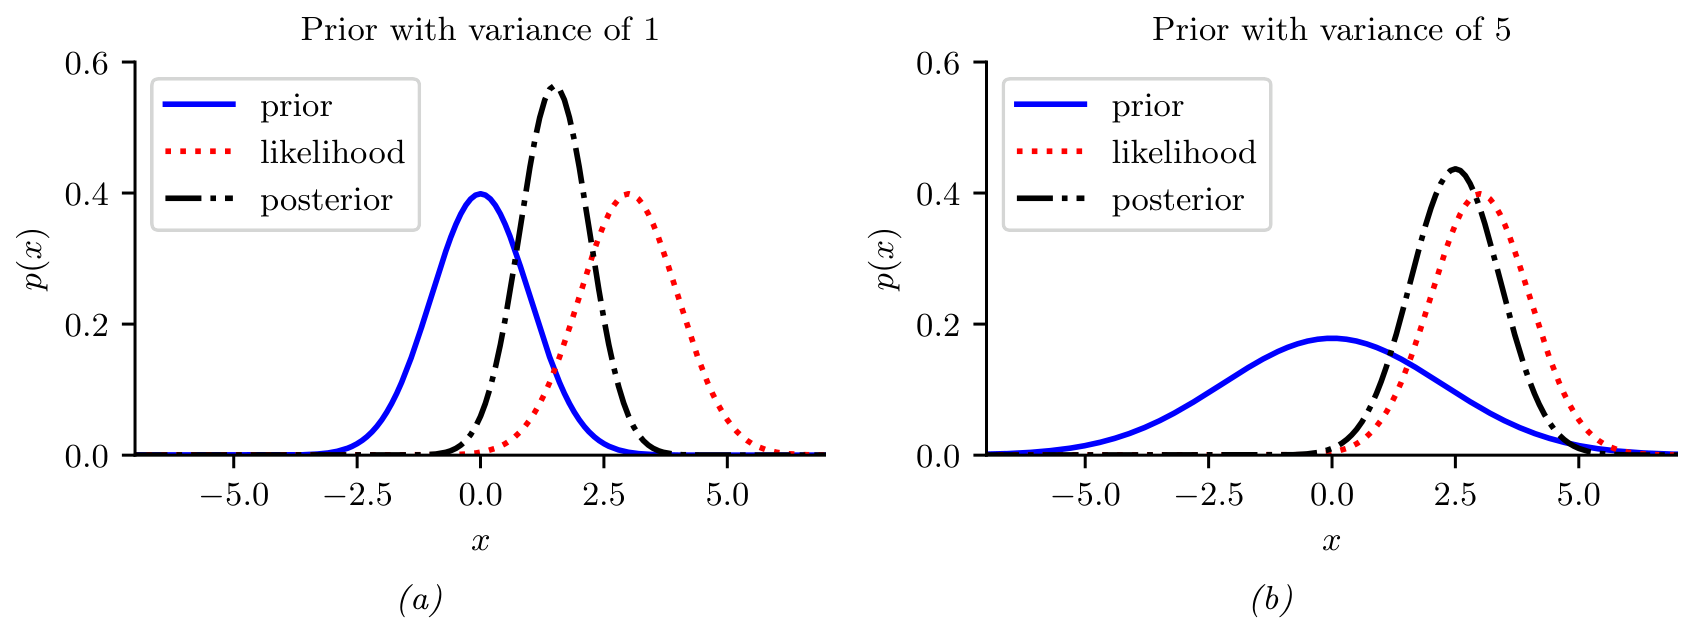 Prior with variance of 1
0.6
0.4
0.2
0.0
p(x)
prior
likelihood
posterior
−5.0 −2.5 0.0 2.5 5.0
x
(a)
Prior with variance of 5
0.6
0.4
0.2
0.0
p(x)
prior
likelihood
posterior
−5.0 −2.5 0.0 2.5 5.0
x
(b)